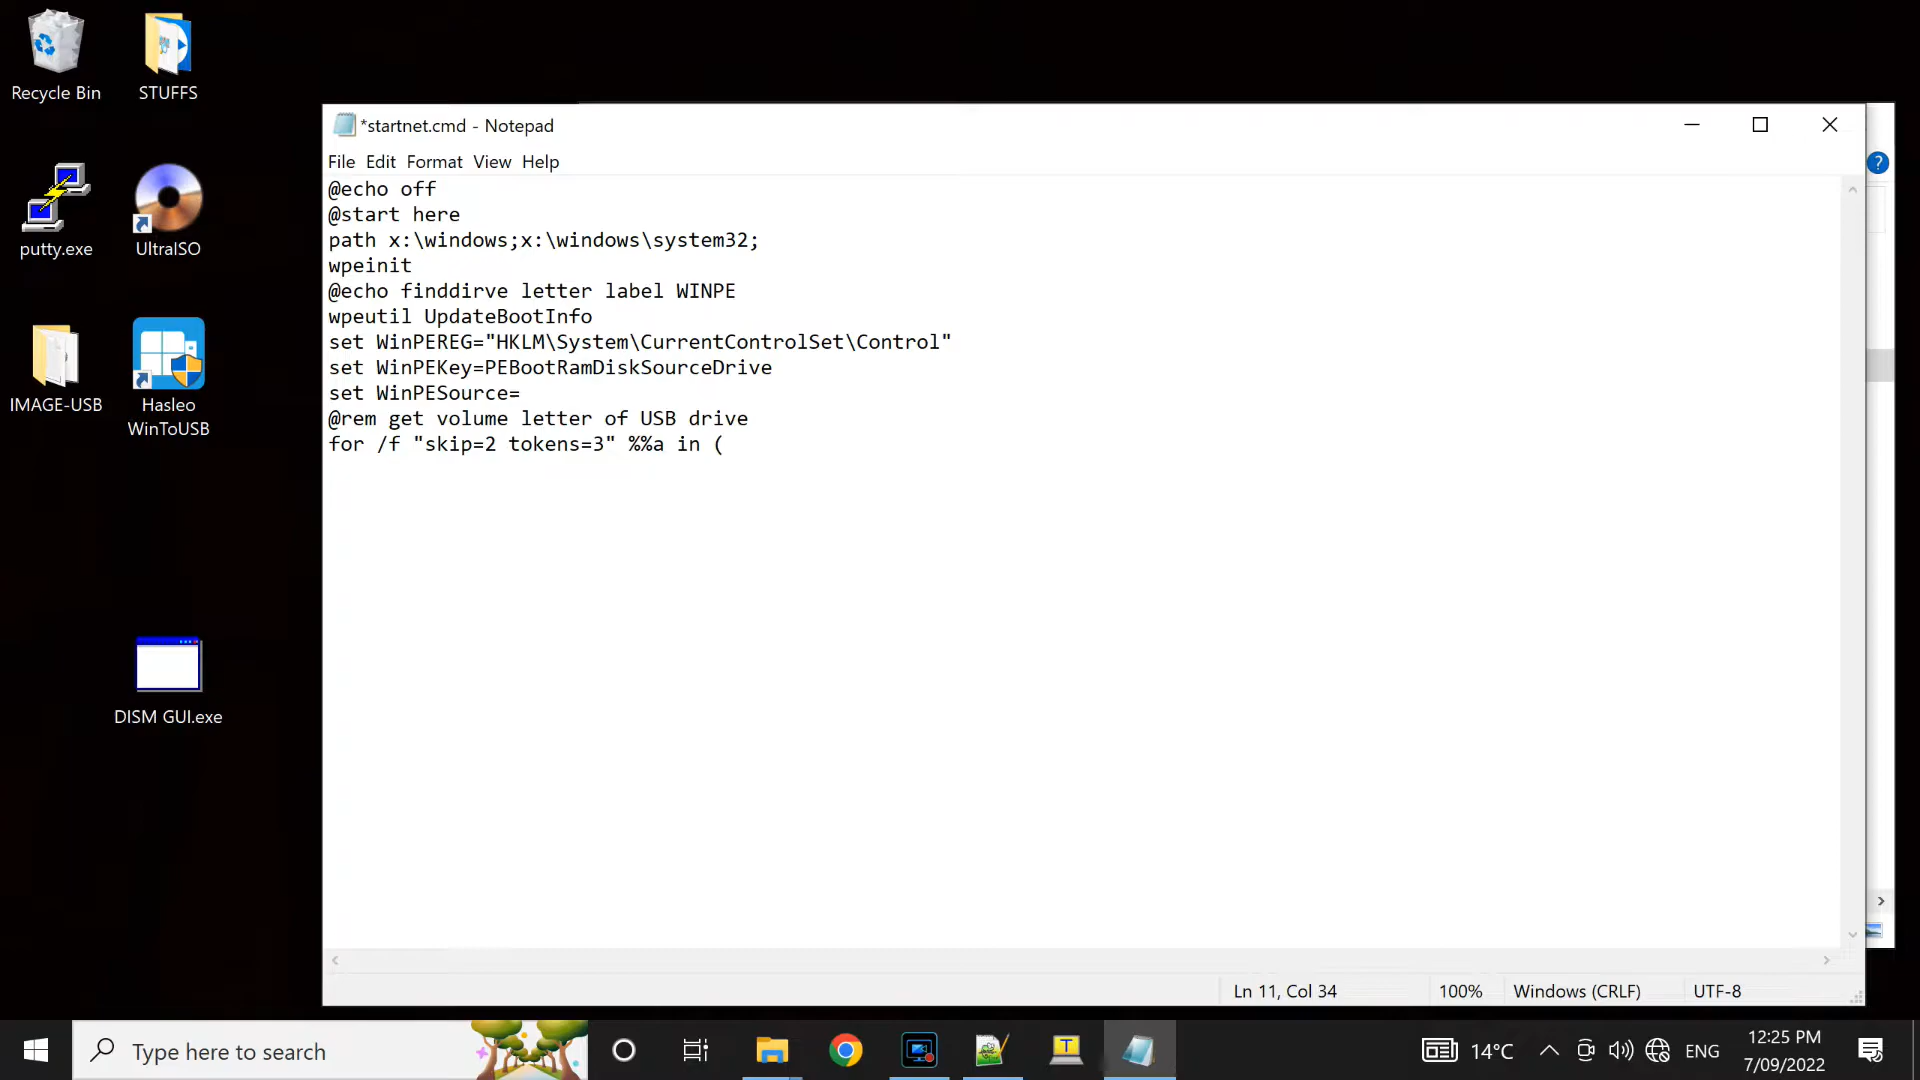 Recycle Bin
STUFFS
putty.exe
UltraISO
IMAGE-USB
Hasleo
WinToUSB
DISM GUI.exe
*startnet.cmd - Notepad
File Edit Format View Help
@echo off
@start here
path x:\windows;x:\windows\system32;
wpeinit
@echo finddirve letter label WINPE
wpeutil UpdateBootInfo
set WinPEREG="HKLM\System\CurrentControlSet\Control"
set WinPEKey=PEBootRamDiskSourceDrive
set WinPESource=
@rem get volume letter of USB drive
for /f "skip=2 tokens=3" %%a in (
Ln 11, Col 34
100%
Windows (CRLF)
UTF-8
Type here to search
T
14°C
ENG
12:25 PM
7/09/2022
?